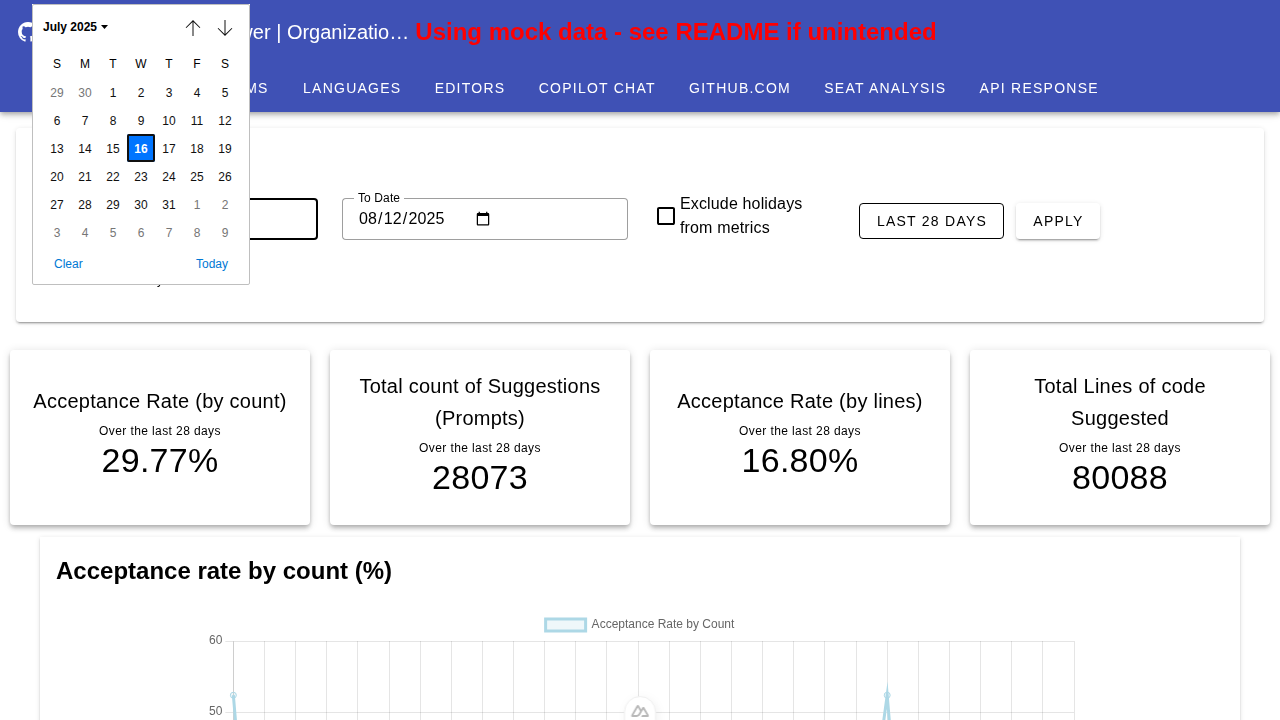 July 2025
S M T W T F S
29 30 1 2 3 4 5
6 7 8 9 10 11 12
13 14 15 16 17 18 19
20 21 22 23 24 25 26
27 28 29 30 31 1 2
3 4 5 6 7 8 9
Clear Today
| Organizatio… Using mock data - see README if unintended
LANGUAGES EDITORS COPILOT CHAT GITHUB.COM SEAT ANALYSIS API RESPONSE
To Date
08/12/2025
Exclude holidays
from metrics
LAST 28 DAYS
APPLY
Acceptance Rate (by count)
Over the last 28 days
29.77%
Total count of Suggestions
(Prompts)
Over the last 28 days
28073
Acceptance Rate (by lines)
Over the last 28 days
16.80%
Total Lines of code
Suggested
Over the last 28 days
80088
Acceptance rate by count (%)
Acceptance Rate by Count
60
50